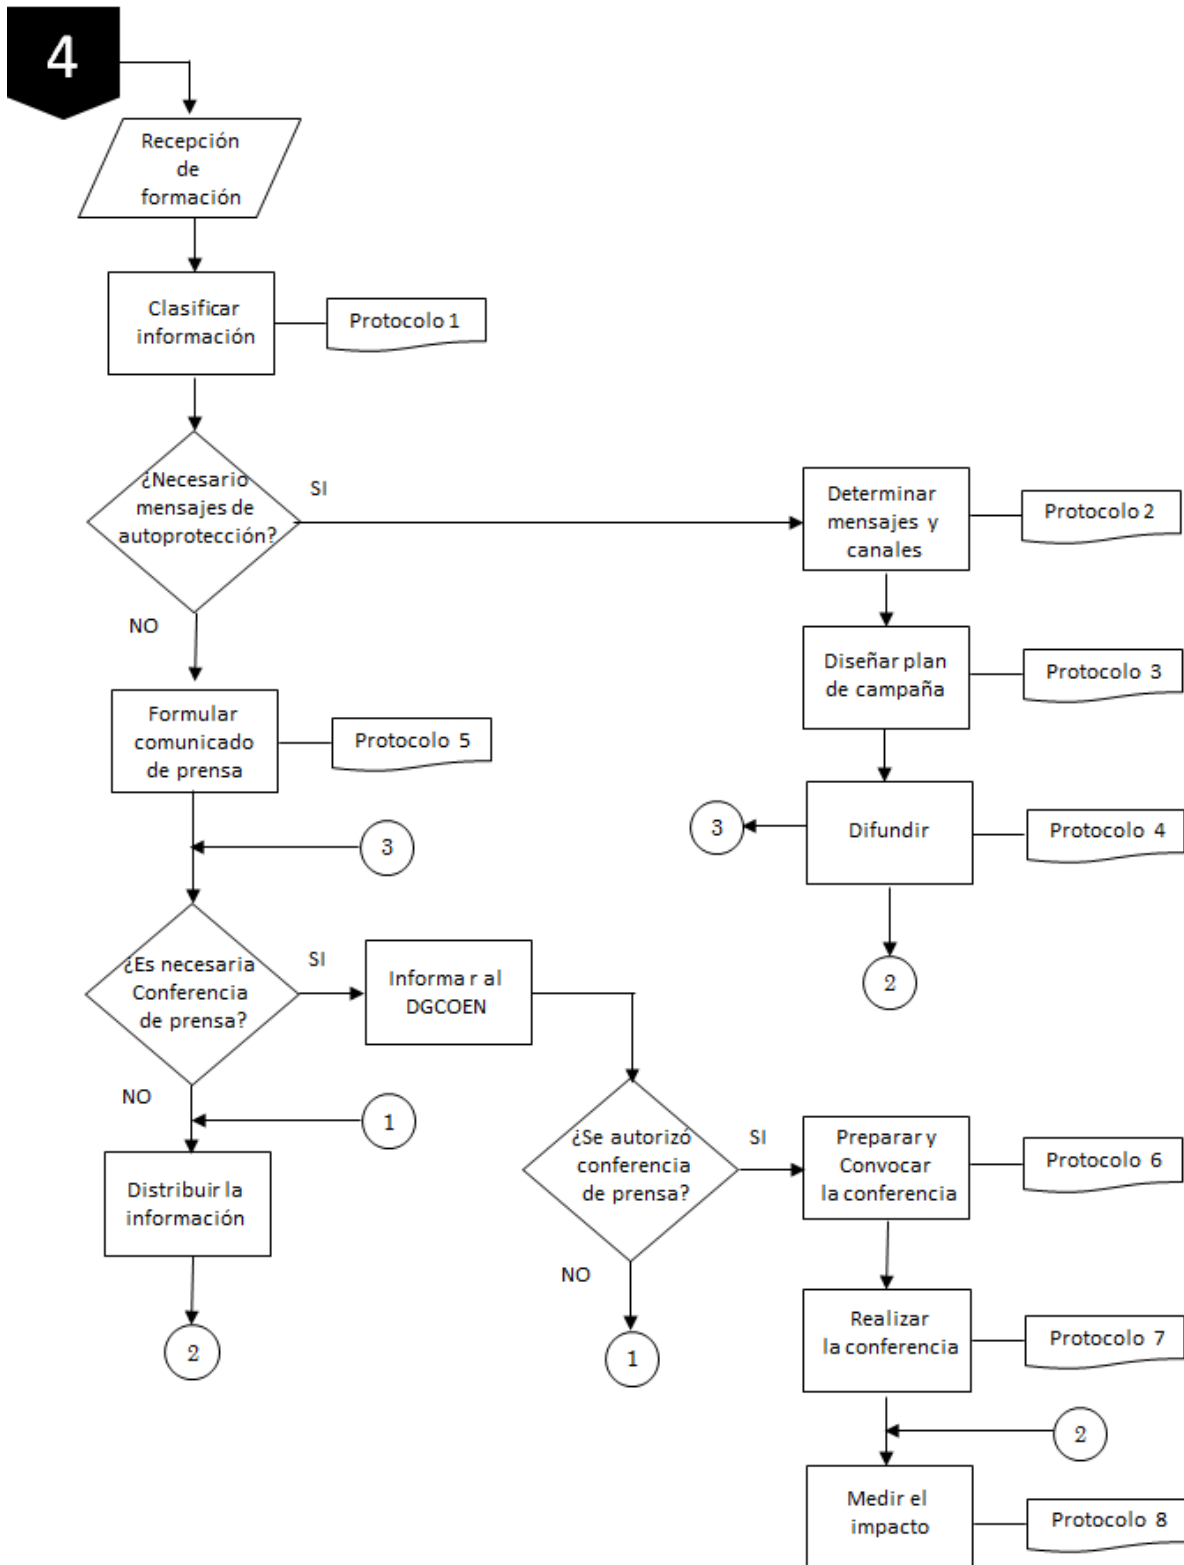 4
Recepción
de
formación
Clasificar
información
Protocolo 1
¿Necesario
mensajes de
autoprotección?
SI
NO
Determinar
mensajes y
canales
Protocolo 2
Diseñar plan
de campaña
Protocolo 3
Formular
comunicado
de prensa
Protocolo 5
Difundir
Protocolo 4
3
3
2
¿Es necesaria
Conferencia
de prensa?
SI
NO
Informar al
DGCOEN
1
Distribuir la
información
2
¿Se autorizó
conferencia
de prensa?
SI
NO
1
Preparar y
Convocar
la conferencia
Protocolo 6
Realizar
la conferencia
Protocolo 7
2
Medir el
impacto
Protocolo 8